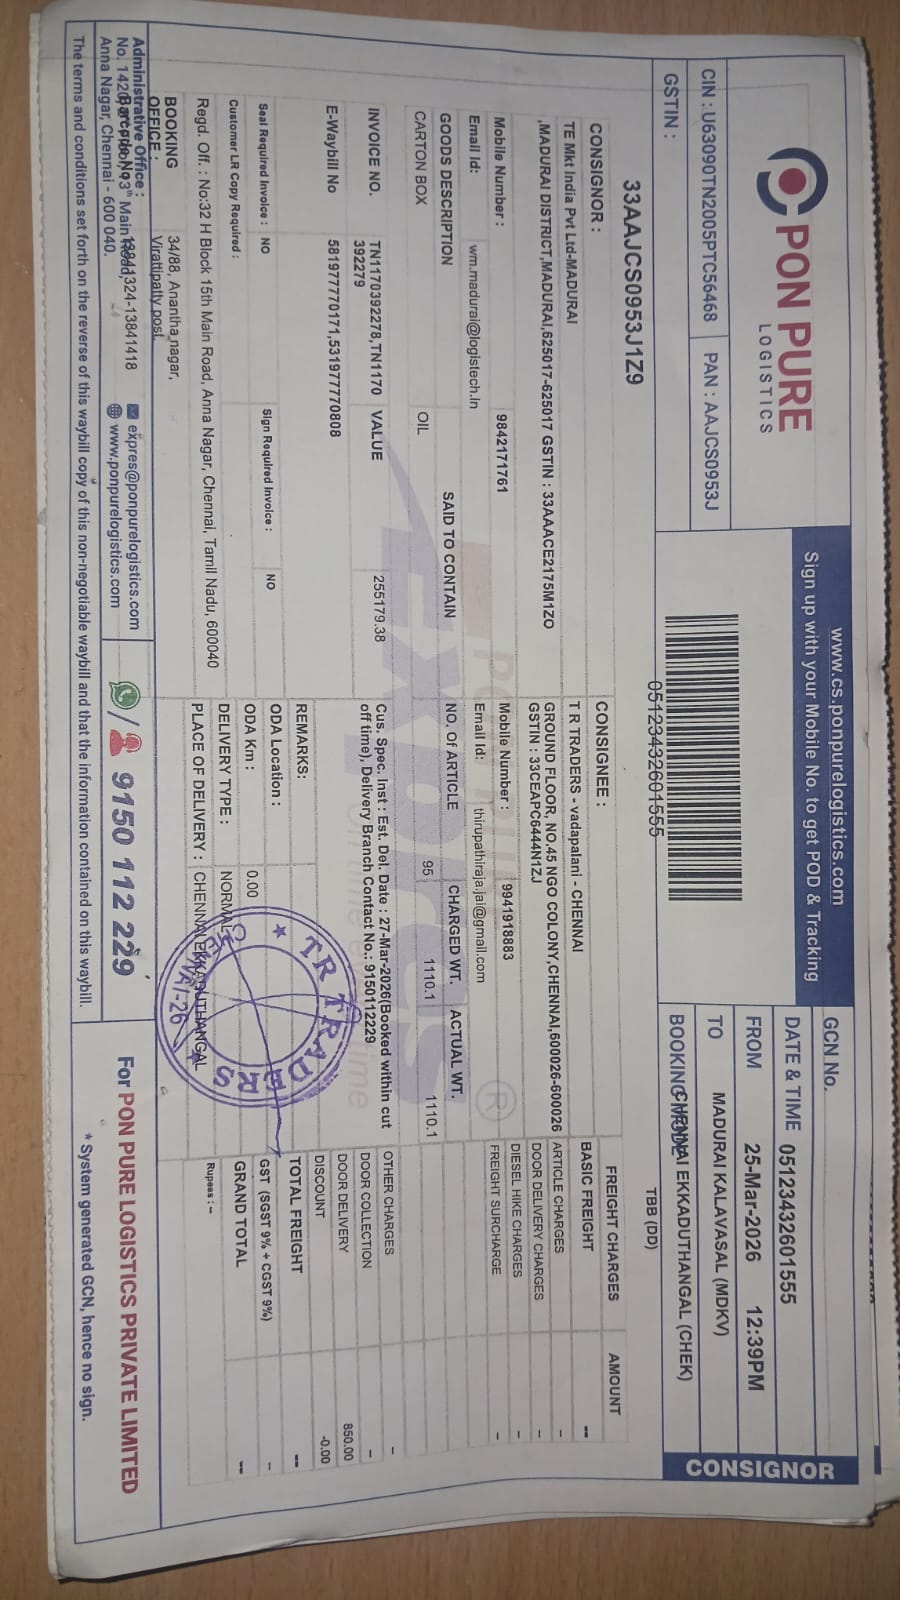 PON PURE
LOGISTICS
www.cs.ponpurelogistics.com
Sign up with your Mobile No. to get POD & Tracking
CIN : U63090TN2005PTC56468 PAN : AAJCS0953J
GSTIN :
33AAJCS0953J1Z9
05123432601555
GCN No.
DATE & TIME 05123432601555
FROM 25-Mar-2026 12:39PM
TO MADURAI KALAVASAL (MDKV)
BOOKING MODE CHENNAI EKKADUTHANGAL (CHEK)
TBB (DD)
CONSIGNOR
CONSIGNOR :
TE Mkt India Pvt Ltd-MADURAI
,MADURAI DISTRICT,MADURAI,625017-625017 GSTIN : 33AAACE2175M1ZO
Mobile Number : 9842171761
Email Id: wm.madurai@logistech.in
CONSIGNEE :
T R TRADERS - vadapalani - CHENNAI
GROUND FLOOR, NO.45 NGO COLONY,CHENNAI,600026-600026
GSTIN : 33CEAPC6444N1ZJ
Mobile Number : 9941918883
Email Id: thirupathiraja.jai@gmail.com
GOODS DESCRIPTION SAID TO CONTAIN NO. Of ARTICLE CHARGED WT. ACTUAL WT.
CARTON BOX OIL 95 1110.1 1110.1
INVOICE NO. TN1170392278,TN1170 VALUE 255179.38
392279
E-Waybill No 581977770171,531977770808
Cus. Spec. Inst : Est. Del. Date : 27-Mar-2026(Booked within cut
off time), Delivery Branch Contact No.: 9150112229
Seal Required Invoice : NO Sign Required Invoice : NO
Customer LR Copy Required :
REMARKS:
ODA Location :
ODA Km : 0.00
DELIVERY TYPE : NORMAL
PLACE OF DELIVERY : CHENNAI EKKADUTHANGAL
FREIGHT CHARGES AMOUNT
BASIC FREIGHT --
ARTICLE CHARGES -
DOOR DELIVERY CHARGES -
DIESEL HIKE CHARGES -
FREIGHT SURCHARGE -
OTHER CHARGES -
DOOR COLLECTION -
DOOR DELIVERY 850.00
DISCOUNT -0.00
TOTAL FREIGHT --
GST (SGST 9% + CGST 9%) -
GRAND TOTAL --
Rupees : -
TR TRADERS
Regd. Off. : No:32 H Block 15th Main Road, Anna Nagar, Chennai, Tamil Nadu, 600040
BOOKING 34/88, Anantha nagar,
OFFICE : Virattipatty post,
Administrative Office :
Barcode No 13841324-13841418
Anna Nagar, Chennai - 600 040.
expres@ponpurelogistics.com
www.ponpurelogistics.com
9150 112 229
For PON PURE LOGISTICS PRIVATE LIMITED
The terms and conditions set forth on the reverse of this waybill copy of this non-negotiable waybill and that the information contained on this waybill.
* System generated GCN, hence no sign.